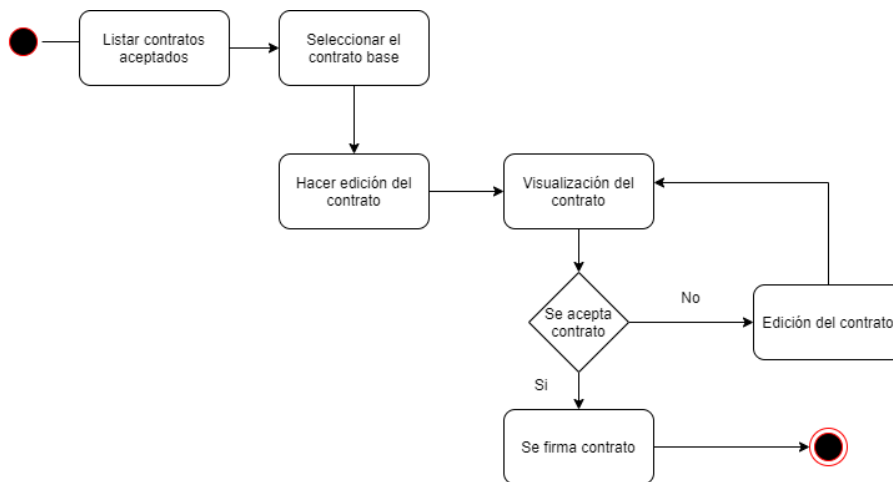 Listar contratos
aceptados
Seleccionar el
contrato base
Hacer edición del
contrato
Visualización del
contrato
Se acepta
contrato
No
Edición del contrato
Si
Se firma contrato